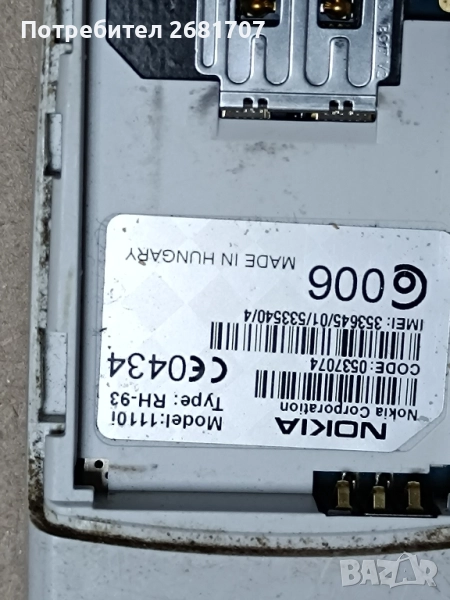 Потребител 2681707
NOKIA
Nokia Corporation
Model:1110i
Type: RH-93
CODE: 0537074
CE0434
IMEI: 353645/01/533540/4
006
MADE IN HUNGARY
BAZAR